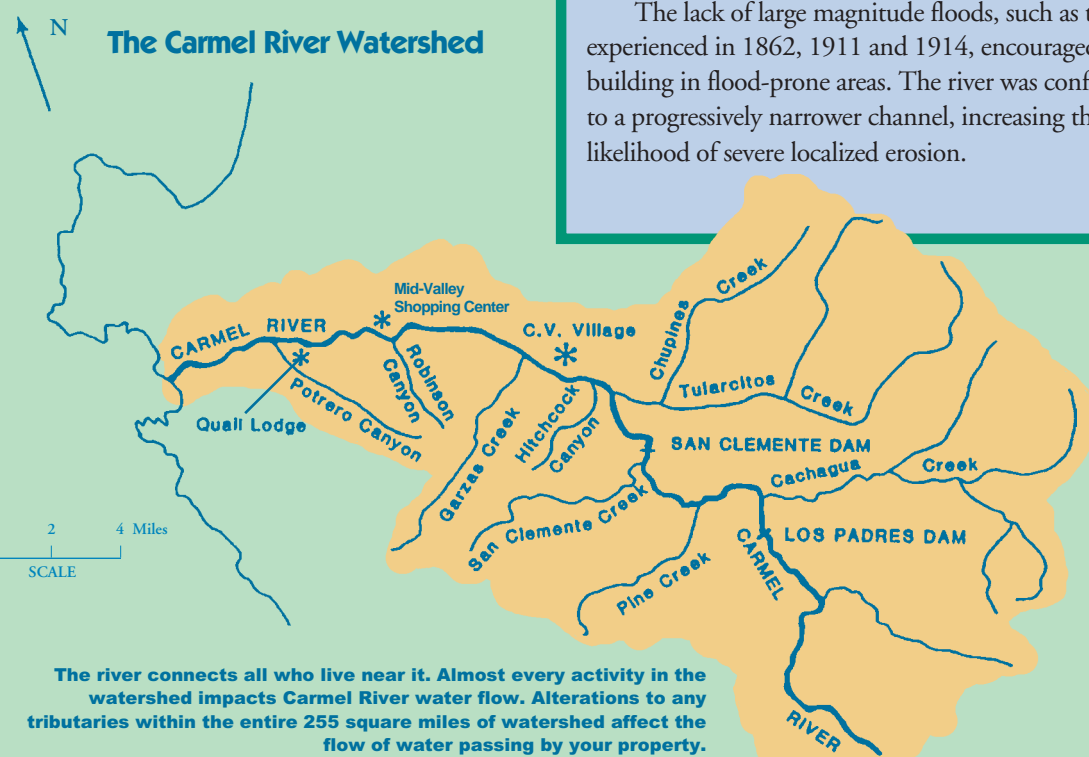 N
The Carmel River Watershed
The lack of large magnitude floods, such as
experienced in 1862, 1911 and 1914, encouraged
building in flood-prone areas. The river was
to a progressively narrower channel, increasing
likelihood of severe localized erosion.
Mid-Valley
Shopping Center
C.V. Village
Chupines Creek
CARMEL RIVER
Robinson
Canyon
Potrero Canyon
Quail Lodge
Garzas Creek
Hitchcock
Canyon
Tularcitos Creek
SAN CLEMENTE DAM
Cachagua Creek
San Clemente Creek
LOS PADRES DAM
Pine Creek
CARMEL
RIVER
2 4 Miles
SCALE
The river connects all who live near it. Almost every activity in the
watershed impacts Carmel River water flow. Alterations to any
tributaries within the entire 255 square miles of watershed affect the
flow of water passing by your property.